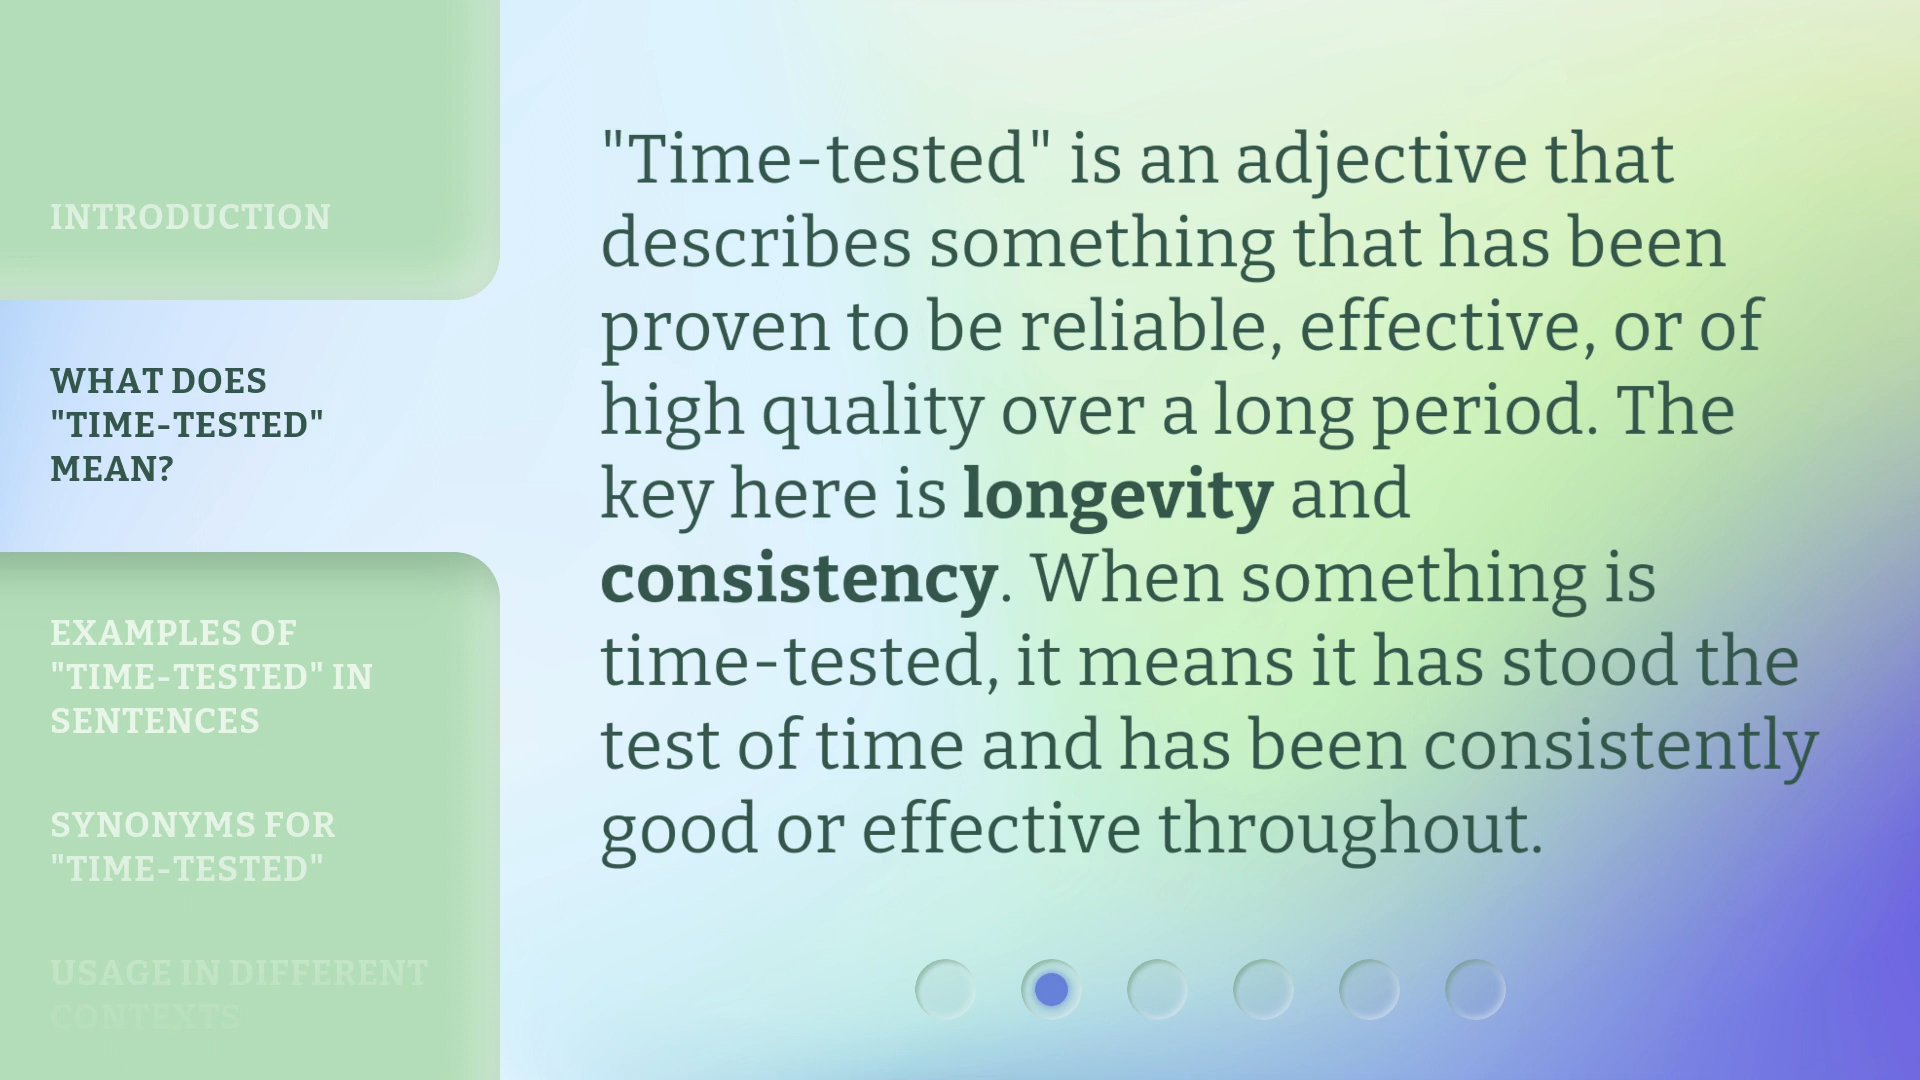 INTRODUCTION
WHAT DOES
"TIME-TESTED"
MEAN?
EXAMPLES OF
"TIME-TESTED" IN
SENTENCES
SYNONYMS FOR
"TIME-TESTED"
USAGE IN DIFFERENT
CONTEXTS
"Time-tested" is an adjective that
describes something that has been
proven to be reliable, effective, or of
high quality over a long period. The
key here is longevity and
consistency. When something is
time-tested, it means it has stood the
test of time and has been consistently
good or effective throughout.